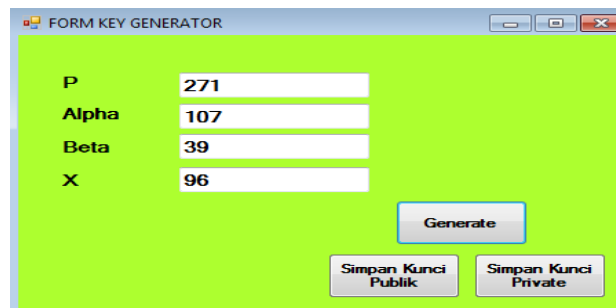 FORM KEY GENERATOR
P 271
Alpha 107
Beta 39
X 96
Generate
Simpan Kunci Publik
Simpan Kunci Private